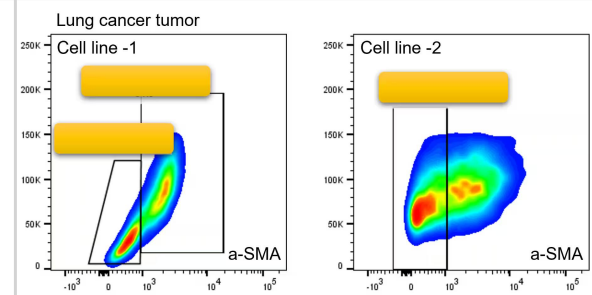 Lung cancer tumor
Cell line -1
250K
200K
150K
100K
50K
0
-10³ 0 10³ 10⁴ 10⁵
a-SMA
Cell line -2
250K
200K
150K
100K
50K
0
-10³ 0 10³ 10⁴ 10⁵
a-SMA